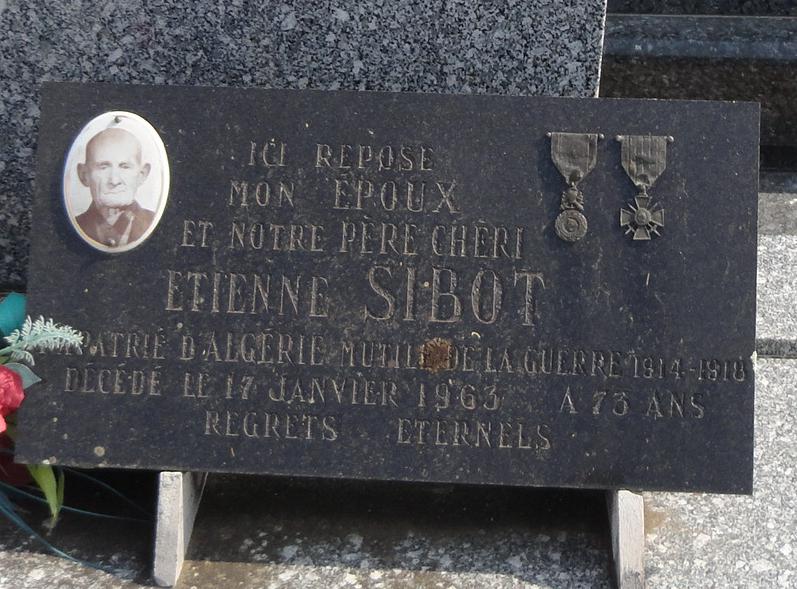 ICI REPOSE
MON ÉPOUX
ET NOTRE PÈRE CHÉRI
ETIENNE SIBOT
RAPATRIÉ D'ALGÉRIE MUTILÉ DE LA GUERRE 1914-1918
DÉCÉDÉ LE 17 JANVIER 1963 A 73 ANS
REGRETS ETERNELS